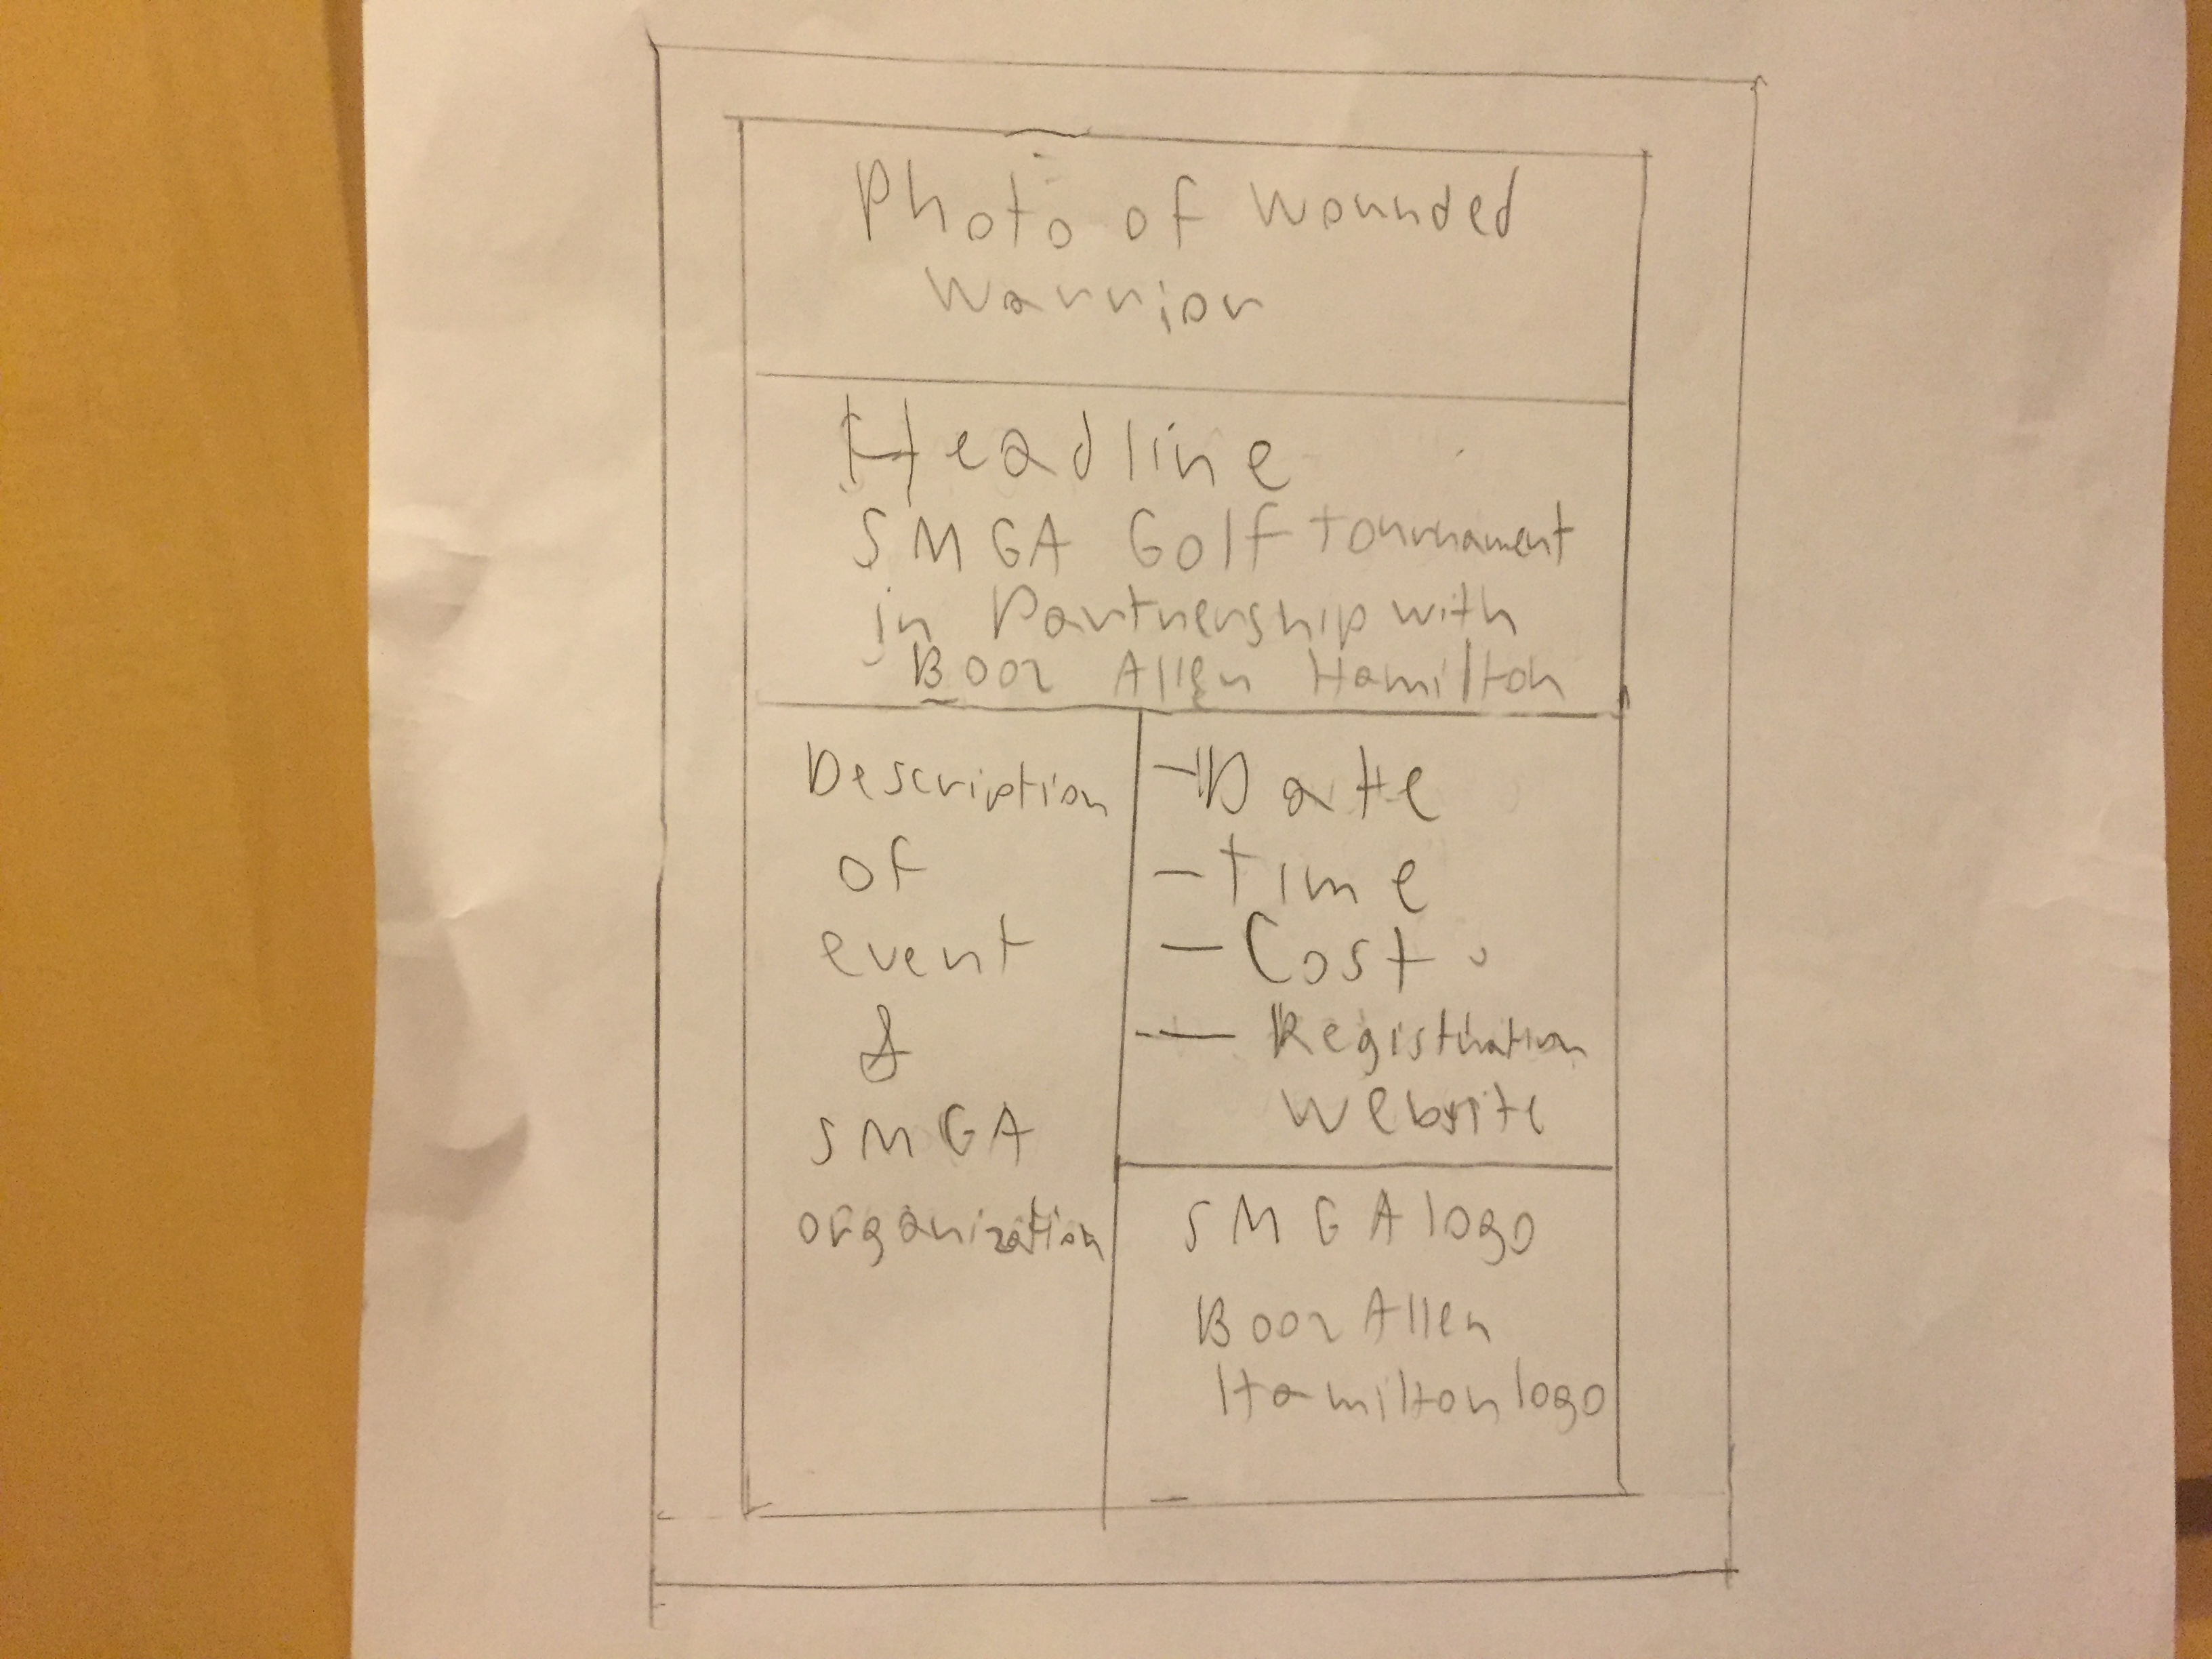 Photo of wounded
Warrior
Headline
SMGA Golf tournament
in Partnership with
Booz Allen Hamilton
Description
of
event
&
SMGA
organization
- Date
- time
- Cost
- Registration
website
SMGA logo
Booz Allen
Hamilton logo